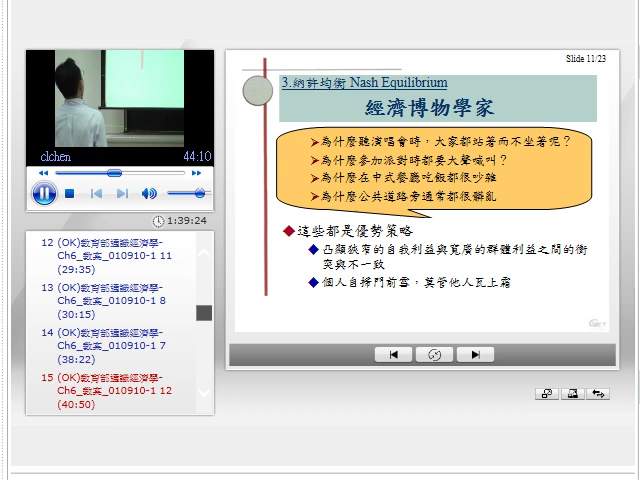 clchen
44:10
1:39:24
12 (OK)教育部通識經濟學-
Ch6_教案_010910-1 11
(29:35)
13 (OK)教育部通識經濟學-
Ch6_教案_010910-1 8
(30:15)
14 (OK)教育部通識經濟學-
Ch6_教案_010910-1 7
(38:22)
15 (OK)教育部通識經濟學-
Ch6_教案_010910-1 12
(40:50)
Slide 11/23
3.納許均衡 Nash Equilibrium
經濟博物學家
為什麼聽演唱會時，大家都站著而不坐著呢？
為什麼參加派對時都要大聲喊叫？
為什麼在中式餐廳吃飯都很吵雜
為什麼公共道路旁通常都很髒亂
這些都是優勢策略
凸顯狹窄的自我利益與寬廣的群體利益之間的衝
突與不一致
個人自掃門前雪，莫管他人瓦上霜